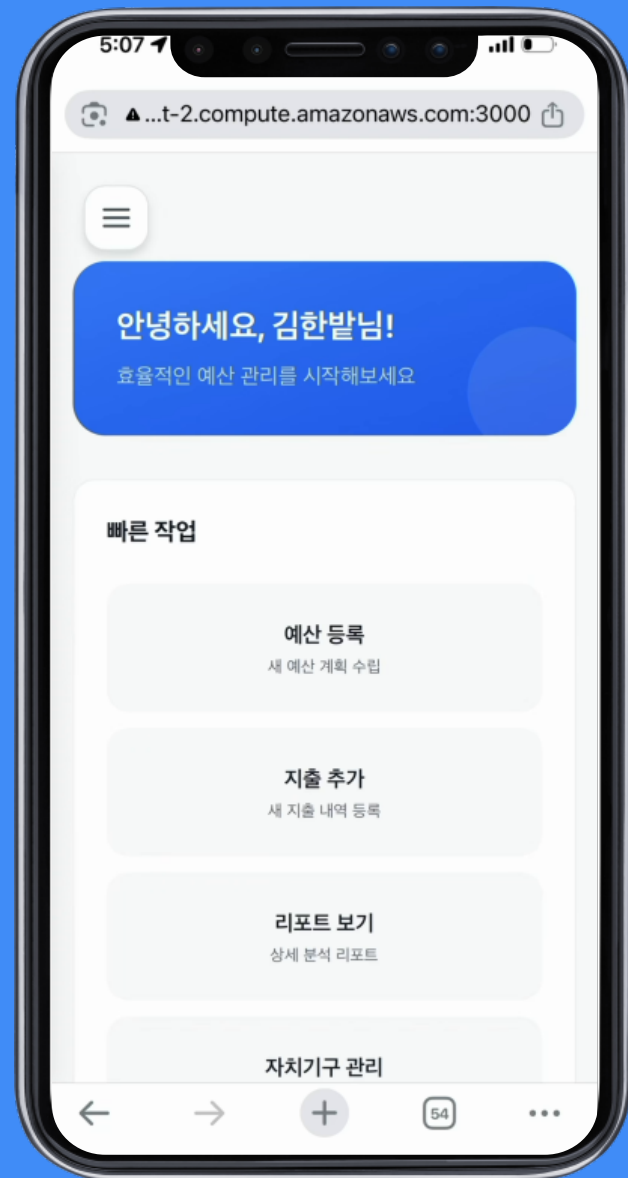 5:07
...t-2.compute.amazonaws.com:3000
안녕하세요, 김한밭님!
효율적인 예산 관리를 시작해보세요
빠른 작업
예산 등록
새 예산 계획 수립
지출 추가
새 지출 내역 등록
리포트 보기
상세 분석 리포트
자치기구 관리
54